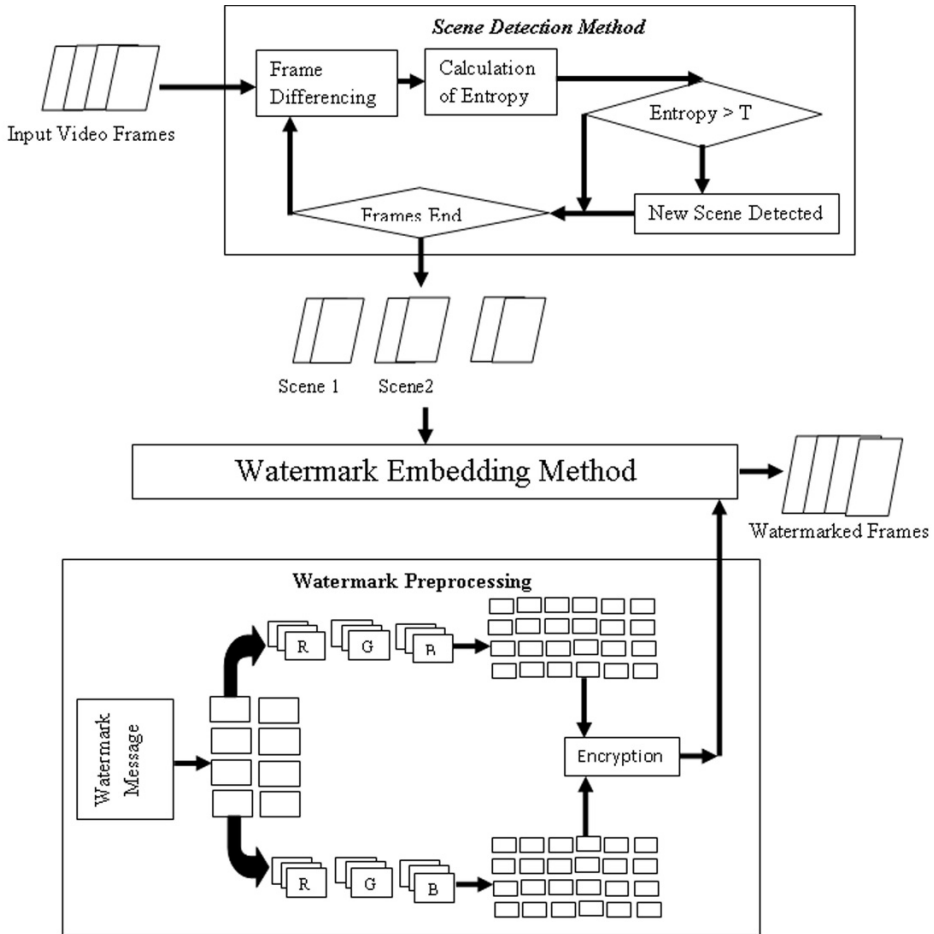 Scene Detection Method
Frame
Differencing
Calculation
of Entropy
Entropy > T
Input Video Frames
Frames End
New Scene Detected
Scene 1
Scene2
Watermark Embedding Method
Watermarked Frames
Watermark Preprocessing
R
G
B
Watermark
Message
Encryption
R
G
B